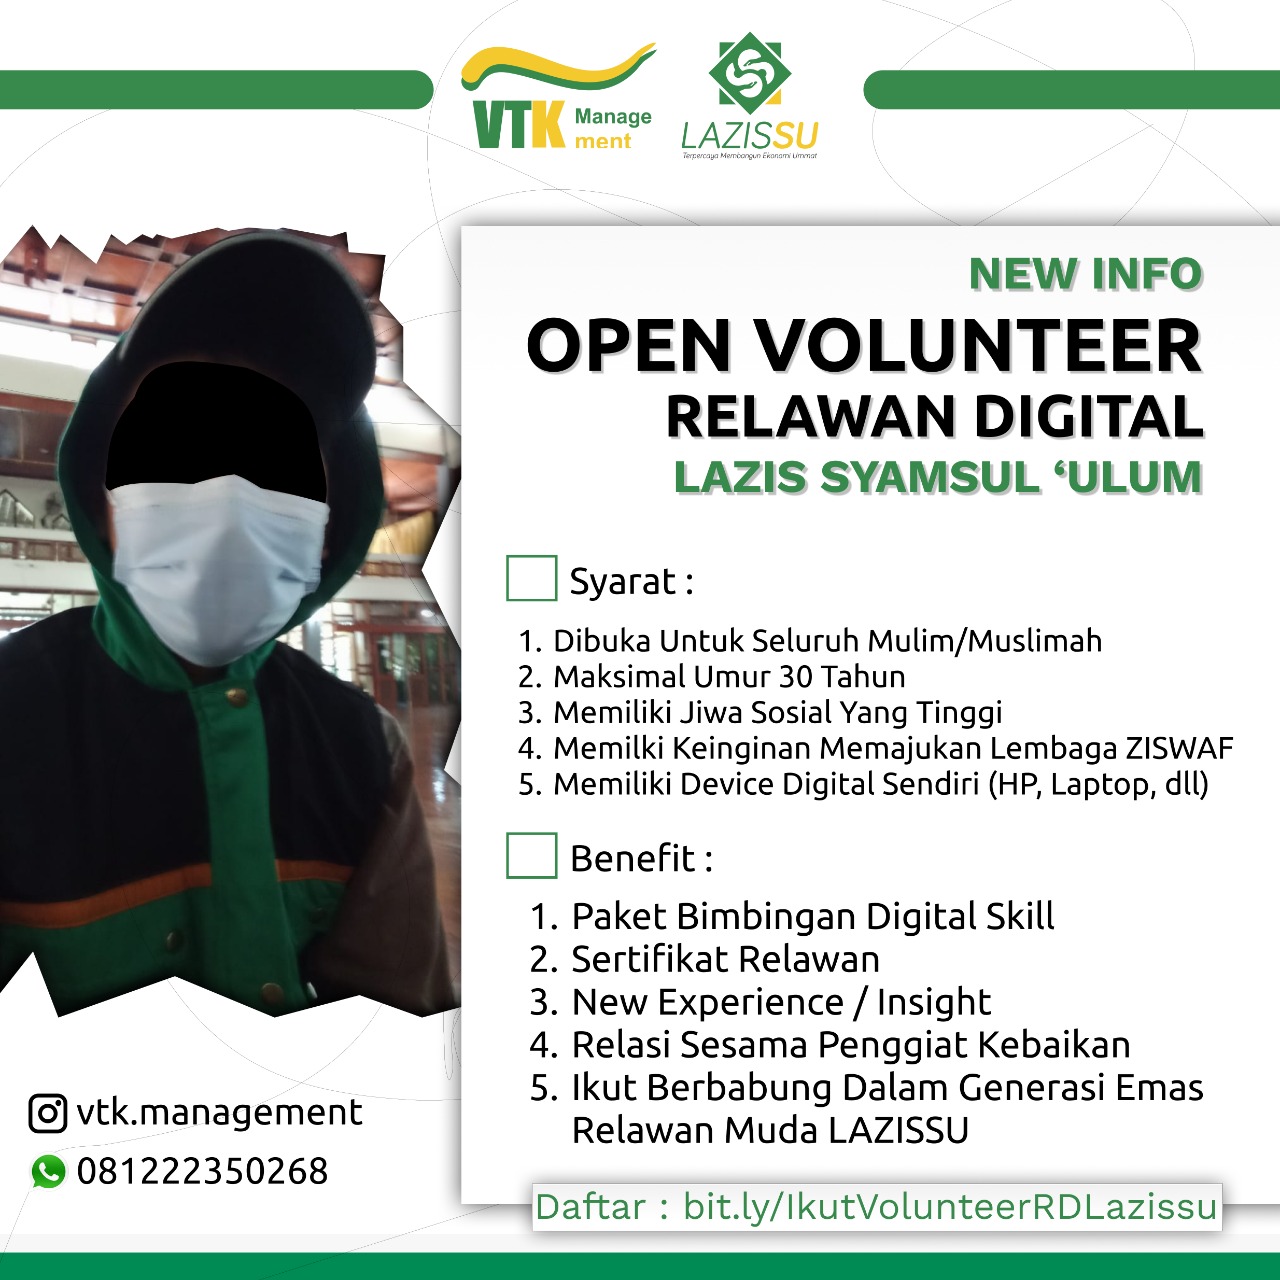 VTK Manage
ment
LAZISSU
Terpercaya Membangun Ekonomi Ummat
NEW INFO
OPEN VOLUNTEER
RELAWAN DIGITAL
LAZIS SYAMSUL ‘ULUM
Syarat :
1. Dibuka Untuk Seluruh Mulim/Muslimah
2. Maksimal Umur 30 Tahun
3. Memiliki Jiwa Sosial Yang Tinggi
4. Memilki Keinginan Memajukan Lembaga ZISWAF
5. Memiliki Device Digital Sendiri (HP, Laptop, dll)
Benefit :
1. Paket Bimbingan Digital Skill
2. Sertifikat Relawan
3. New Experience / Insight
4. Relasi Sesama Penggiat Kebaikan
5. Ikut Berbabung Dalam Generasi Emas
Relawan Muda LAZISSU
vtk.management
081222350268
Daftar : bit.ly/IkutVolunteerRDLazissu